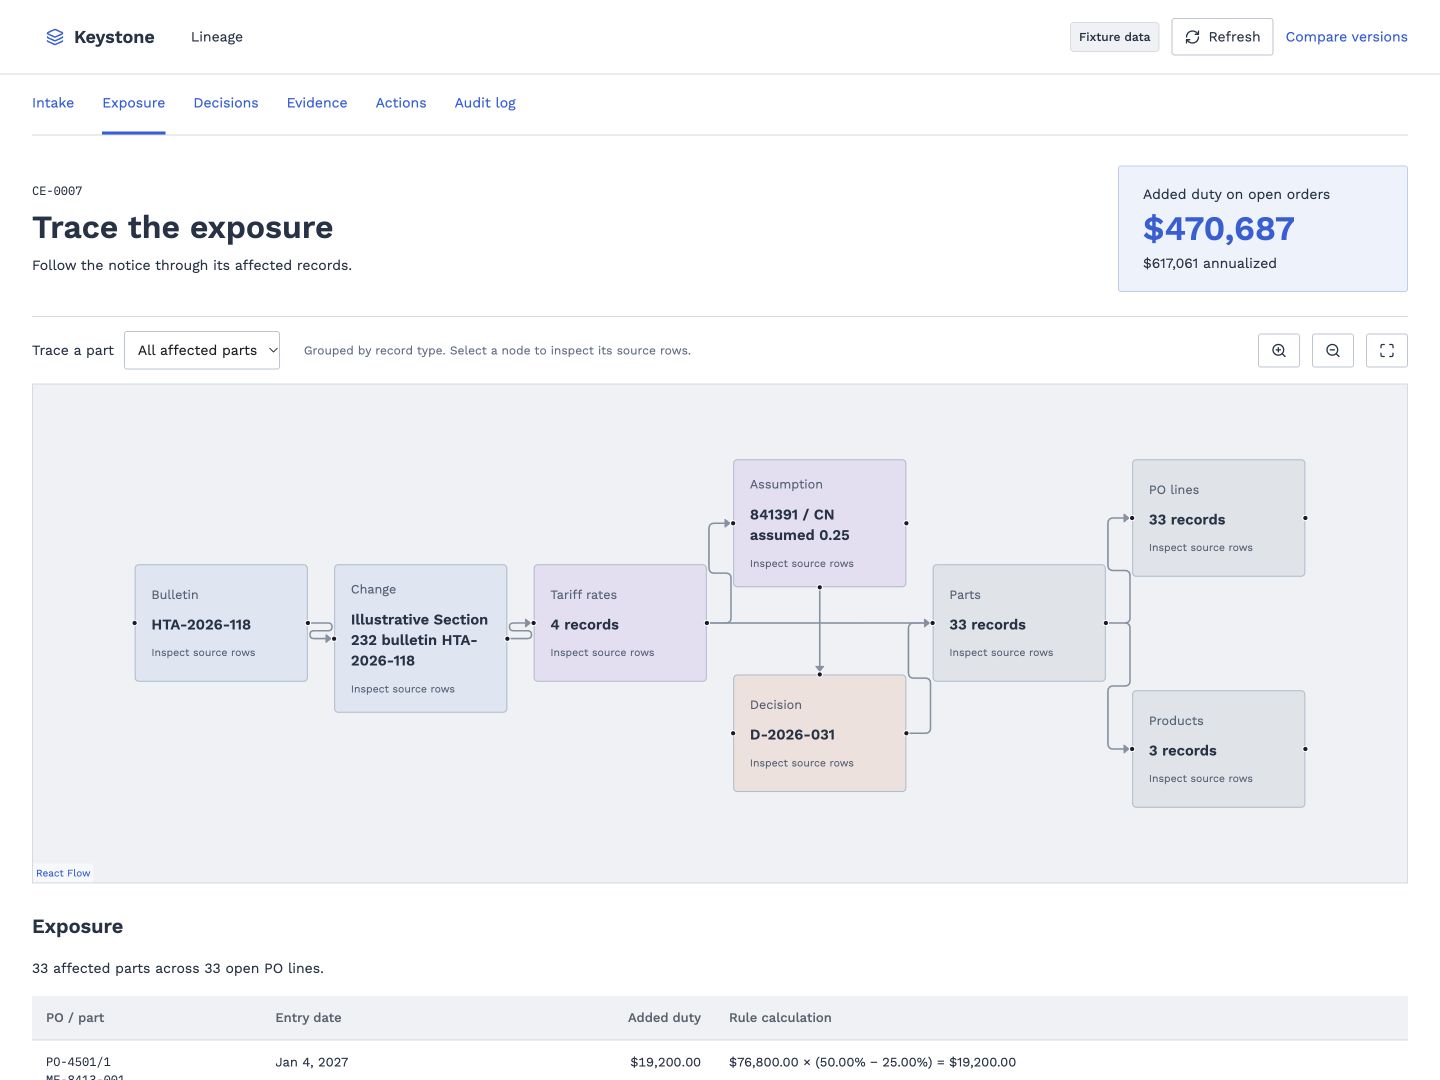 Keystone
Lineage
Fixture data
Refresh
Compare versions
Intake
Exposure
Decisions
Evidence
Actions
Audit log
CE-0007
Trace the exposure
Follow the notice through its affected records.
Added duty on open orders
$470,687
$617,061 annualized
Trace a part
All affected parts
Grouped by record type. Select a node to inspect its source rows.
Bulletin
HTA-2026-118
Inspect source rows
Change
Illustrative Section
232 bulletin HTA-
2026-118
Inspect source rows
Tariff rates
4 records
Inspect source rows
Assumption
841391 / CN
assumed 0.25
Inspect source rows
Decision
D-2026-031
Inspect source rows
Parts
33 records
Inspect source rows
PO lines
33 records
Inspect source rows
Products
3 records
Inspect source rows
React Flow
Exposure
33 affected parts across 33 open PO lines.
PO / part
Entry date
Added duty
Rule calculation
PO-4501/1
Jan 4, 2027
$19,200.00
$76,800.00 × (50.00% − 25.00%) = $19,200.00